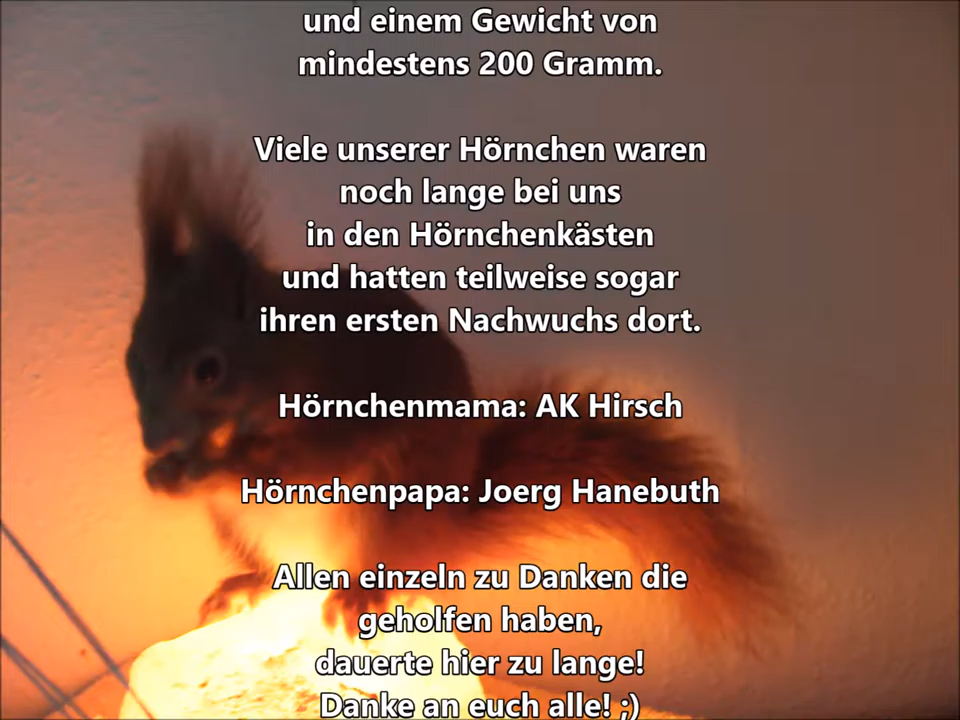 und einem Gewicht von
mindestens 200 Gramm.
Viele unserer Hörnchen waren
noch lange bei uns
in den Hörnchenkästen
und hatten teilweise sogar
ihren ersten Nachwuchs dort.
Hörnchenmama: AK Hirsch
Hörnchenpapa: Joerg Hanebuth
Allen einzeln zu Danken die
geholfen haben,
dauerte hier zu lange!
Danke an euch alle! ;)